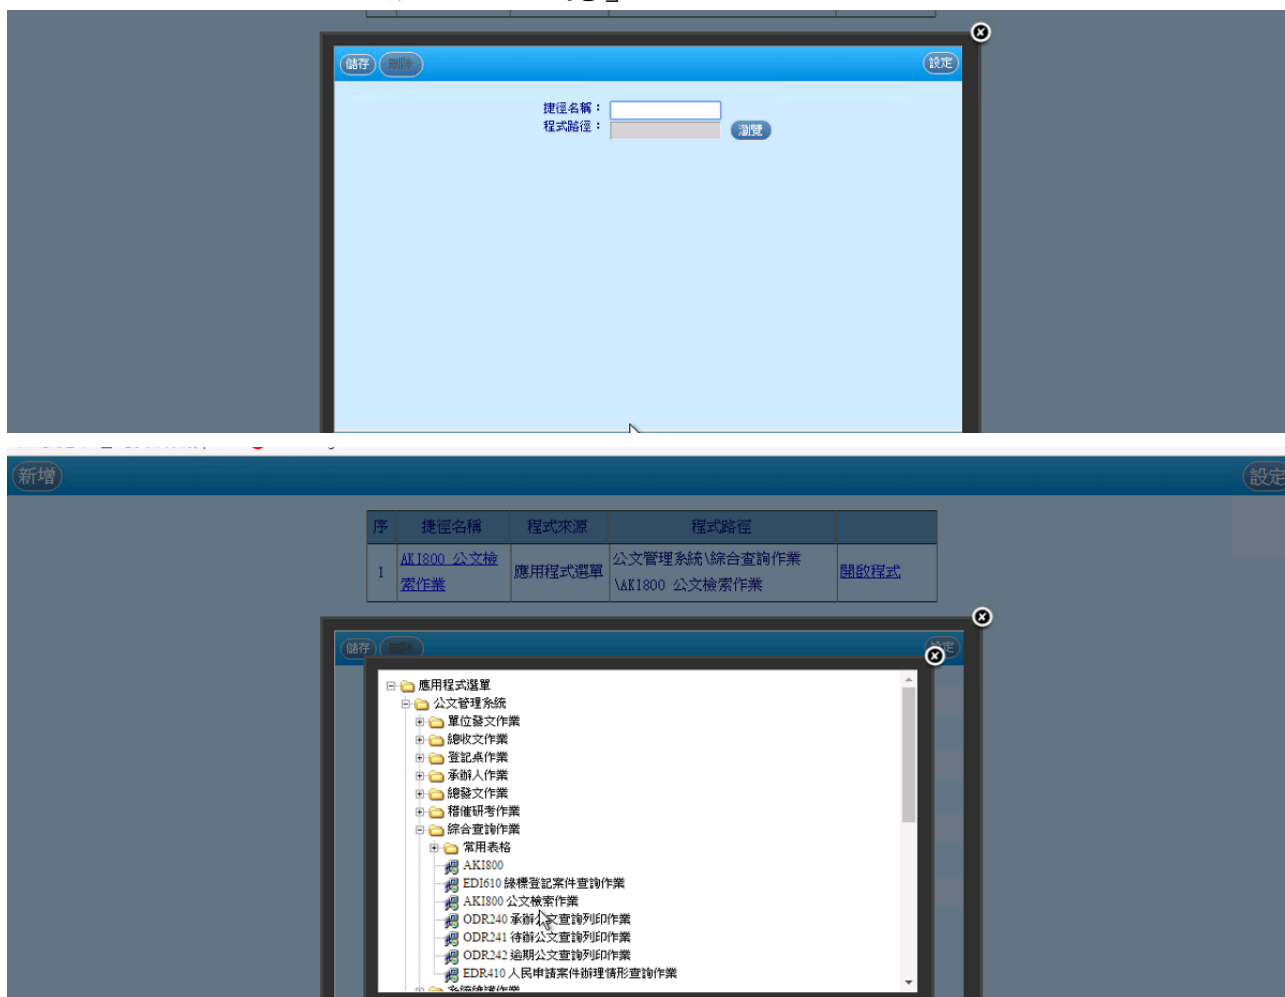 儲存 刪除 設定
捷徑名稱：
程式路徑： 瀏覽
新增 設定
序 捷徑名稱 程式來源 程式路徑
1 AKI800 公文檢索作業 應用程式選單 公文管理系統\綜合查詢作業\AKI800 公文檢索作業 開啟程式
儲存 刪除 設定
應用程式選單
公文管理系統
單位發文作業
總收文作業
登記桌作業
承辦人作業
總發文作業
稽催研考作業
綜合查詢作業
常用表格
AKI800
EDI610 錄標登記案件查詢作業
AKI800 公文檢索作業
ODR240 承辦公文查詢列印作業
ODR241 待辦公文查詢列印作業
ODR242 逾期公文查詢列印作業
EDR410 人民申請案件辦理情形查詢作業
系統維護作業